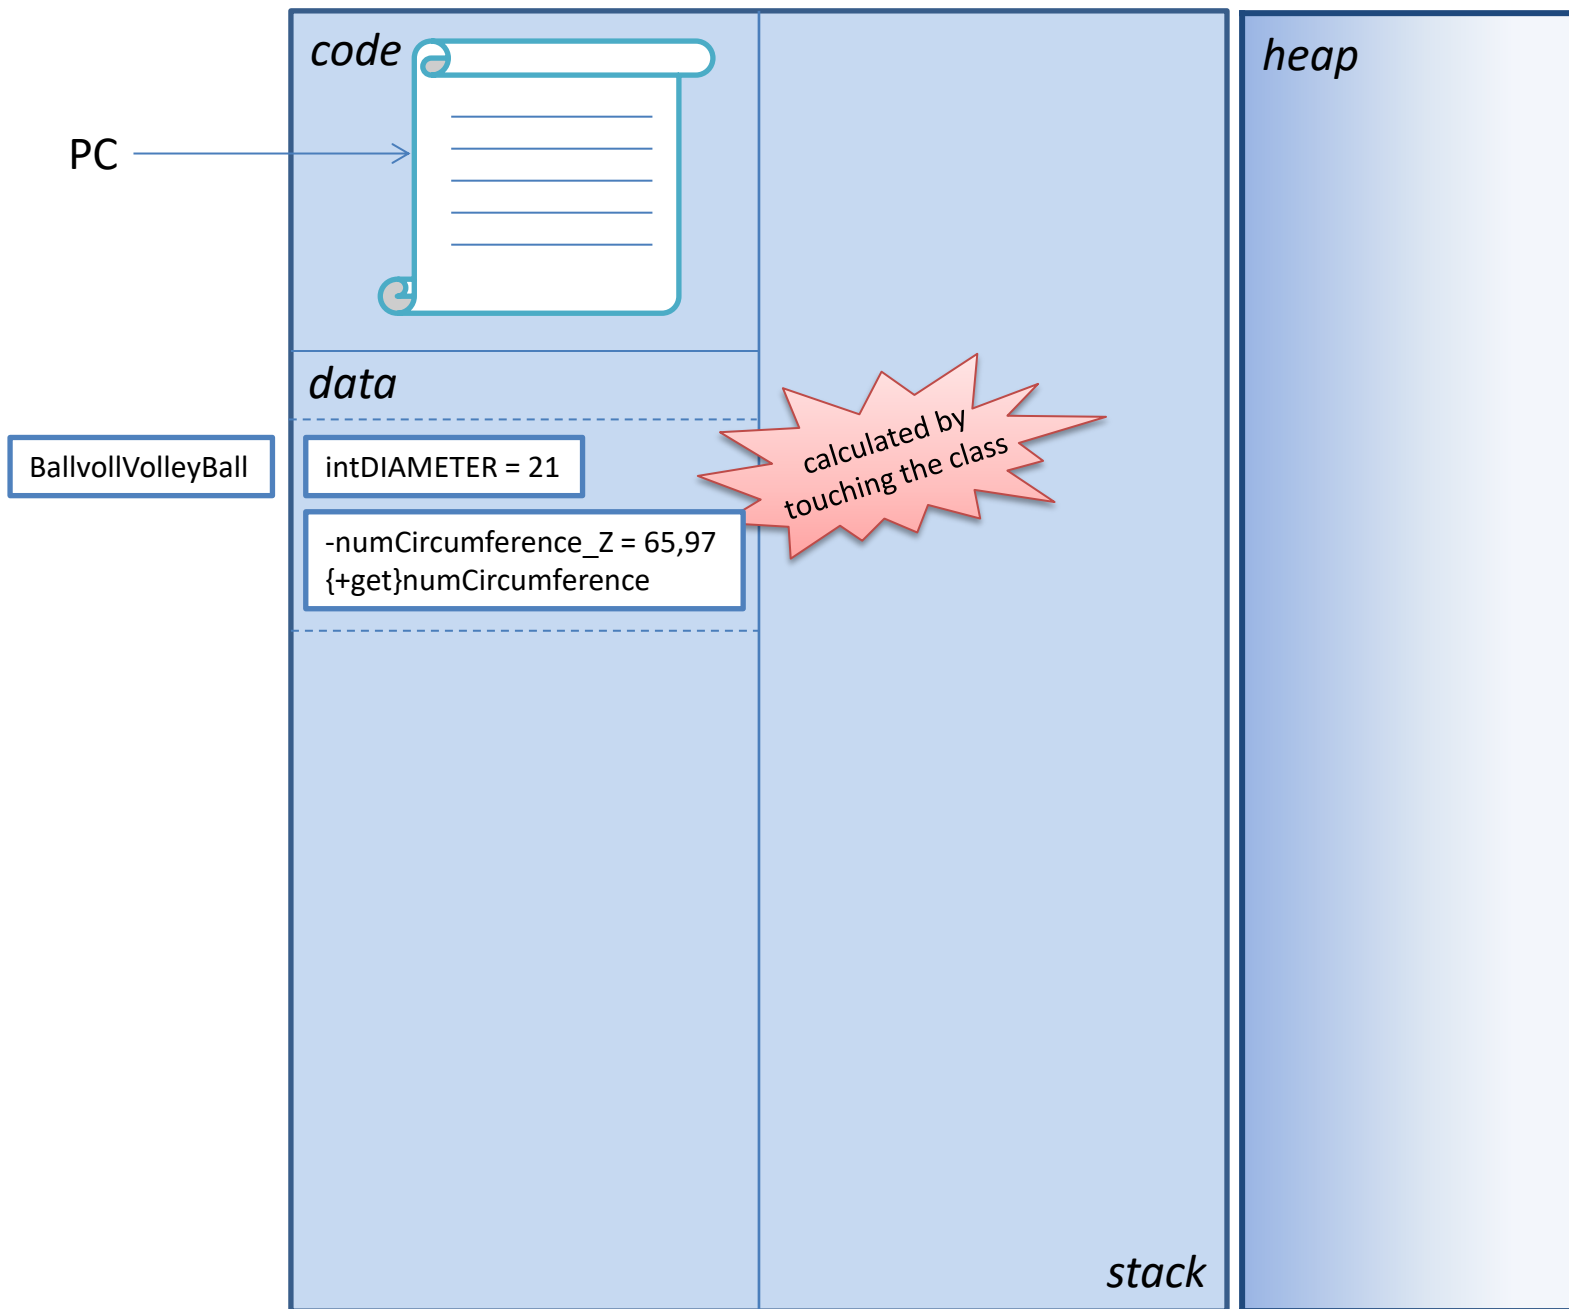 code
heap
PC
data
calculated by
touching the class
BallvollVolleyBall
intDIAMETER = 21
-numCircumference_Z = 65,97
{+get}numCircumference
stack